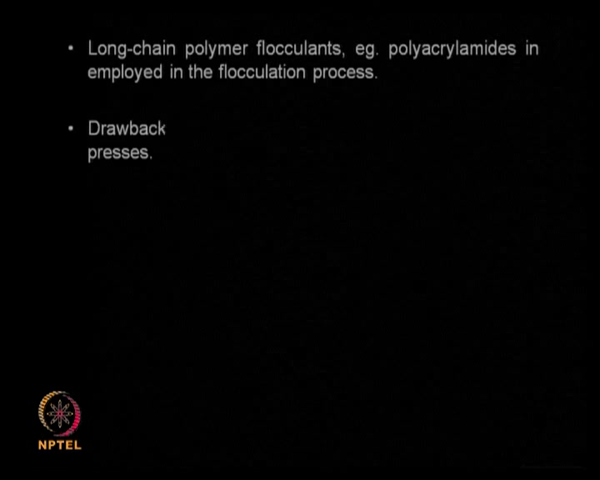 • Long-chain polymer flocculants, eg. polyacrylamides in
employed in the flocculation process.
• Drawback
presses.
NPTEL